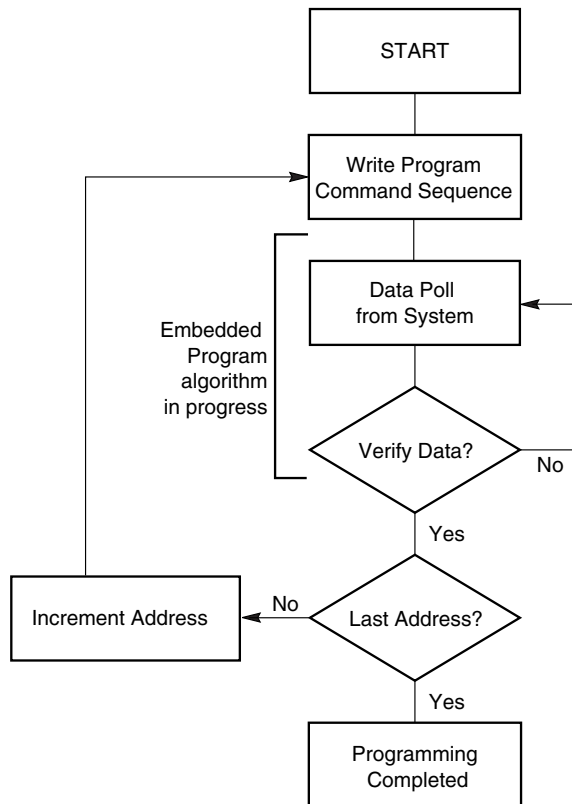 START
Write Program
Command Sequence
Data Poll
from System
Embedded
Program
algorithm
in progress
Verify Data?
No
Yes
Increment Address
No
Last Address?
Yes
Programming
Completed